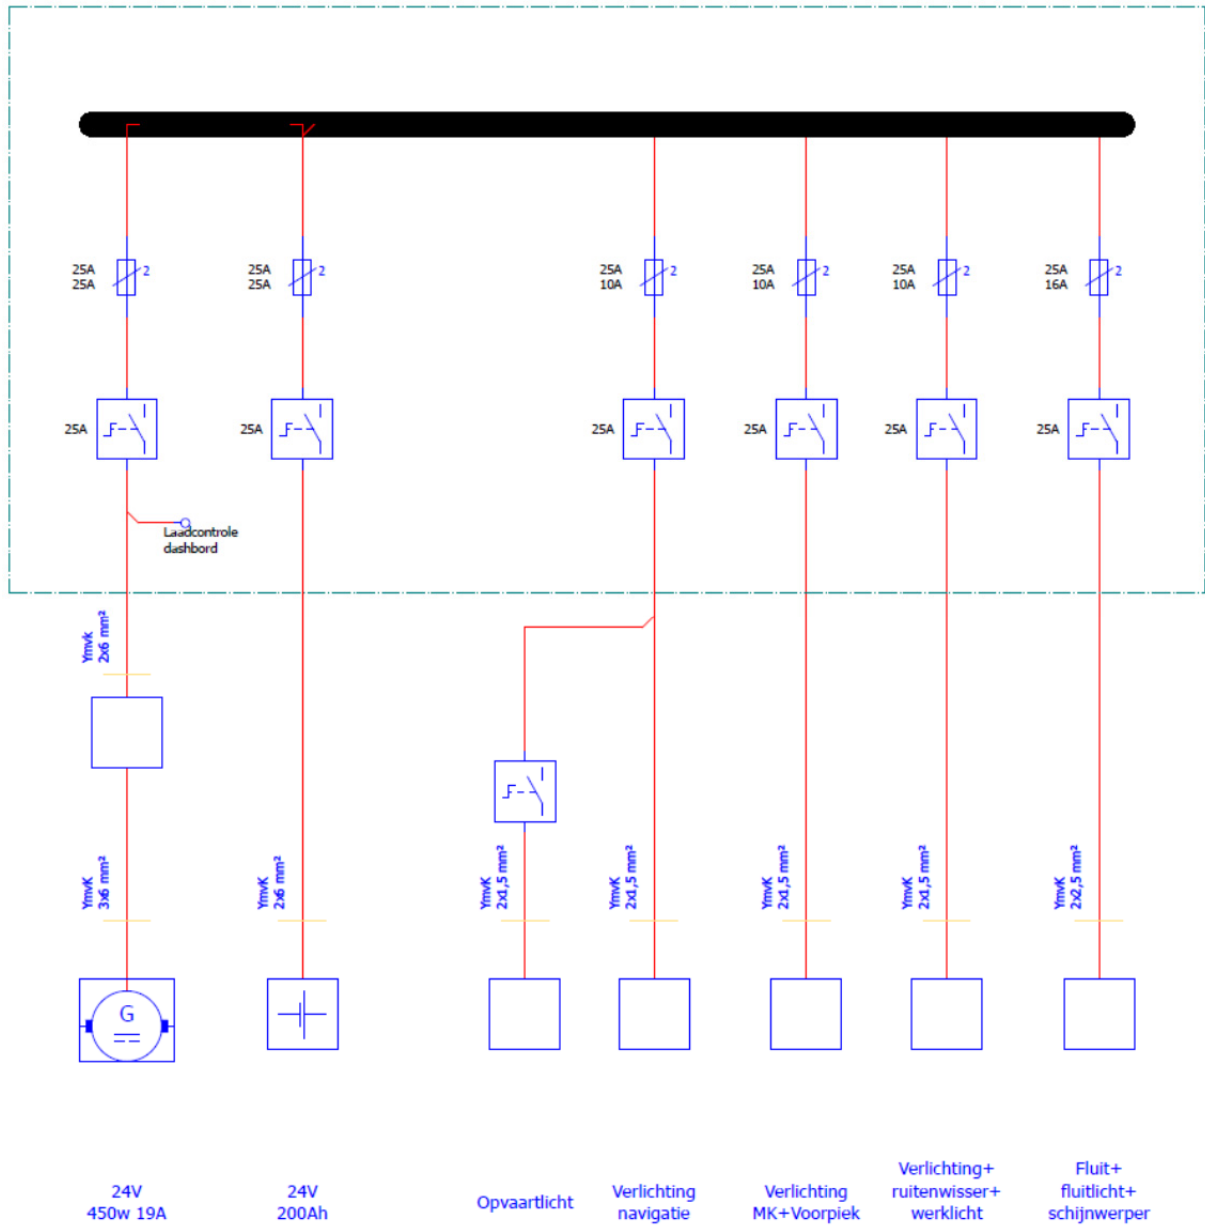 25A
25A
2
25A
25A
2
25A
10A
2
25A
10A
2
25A
10A
2
25A
16A
2
25A
25A
25A
25A
25A
25A
Laadcontrole
dashbord
Ymvk
2x6 mm²
YmvK
3x6 mm²
YmvK
2x6 mm²
YmvK
2x1,5 mm²
YmvK
2x1,5 mm²
YmvK
2x1,5 mm²
YmvK
2x1,5 mm²
YmvK
2x2,5 mm²
G
24V
450w 19A
24V
200Ah
Opvaartlicht
Verlichting
navigatie
Verlichting
MK+Voorpiek
Verlichting+
ruitenwisser+
werklicht
Fluit+
fluitlicht+
schijnwerper